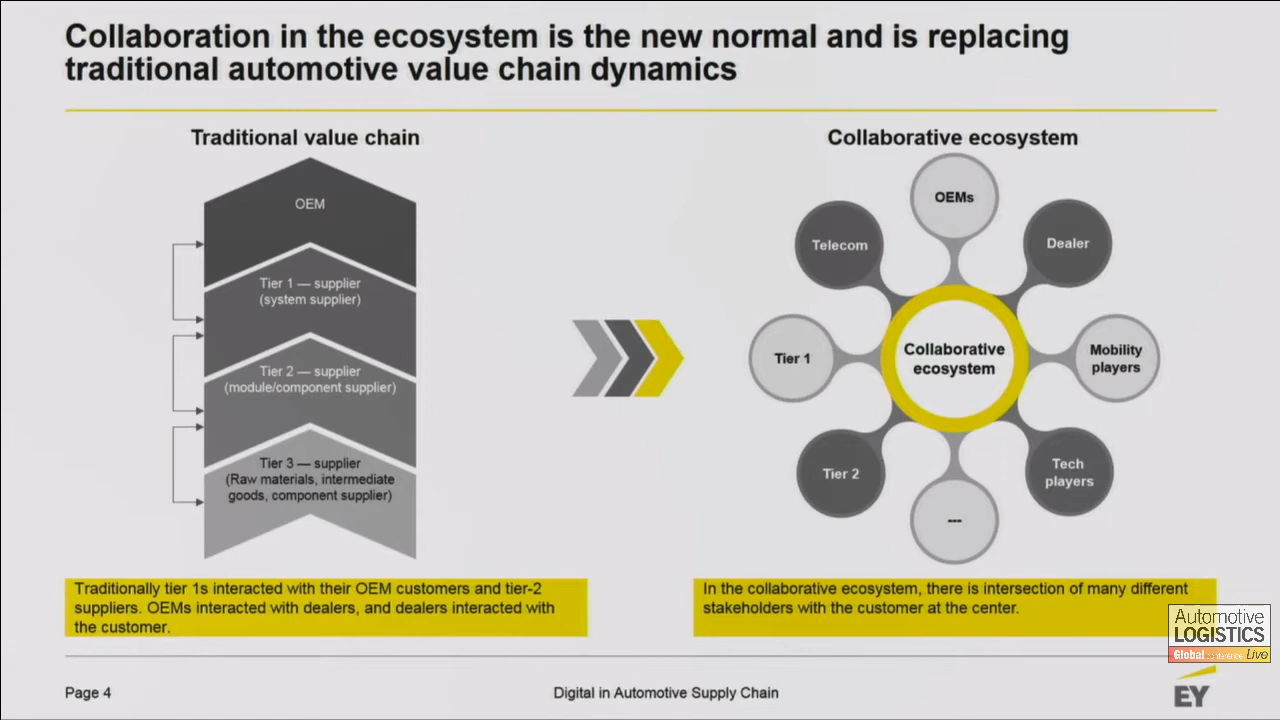 Collaboration in the ecosystem is the new normal and is replacing
traditional automotive value chain dynamics
Traditional value chain
OEM
Tier 1 — supplier
(system supplier)
Tier 2 — supplier
(module/component supplier)
Tier 3 — supplier
(Raw materials, intermediate
goods, component supplier)
Traditionally tier 1s interacted with their OEM customers and tier-2
suppliers. OEMs interacted with dealers, and dealers interacted with
the customer.
Collaborative ecosystem
OEMs
Telecom
Dealer
Tier 1
Collaborative
ecosystem
Mobility
players
Tier 2
Tech
players
---
In the collaborative ecosystem, there is intersection of many different
stakeholders with the customer at the center.
Automotive
LOGISTICS
Global conference Live
Page 4
Digital in Automotive Supply Chain
EY